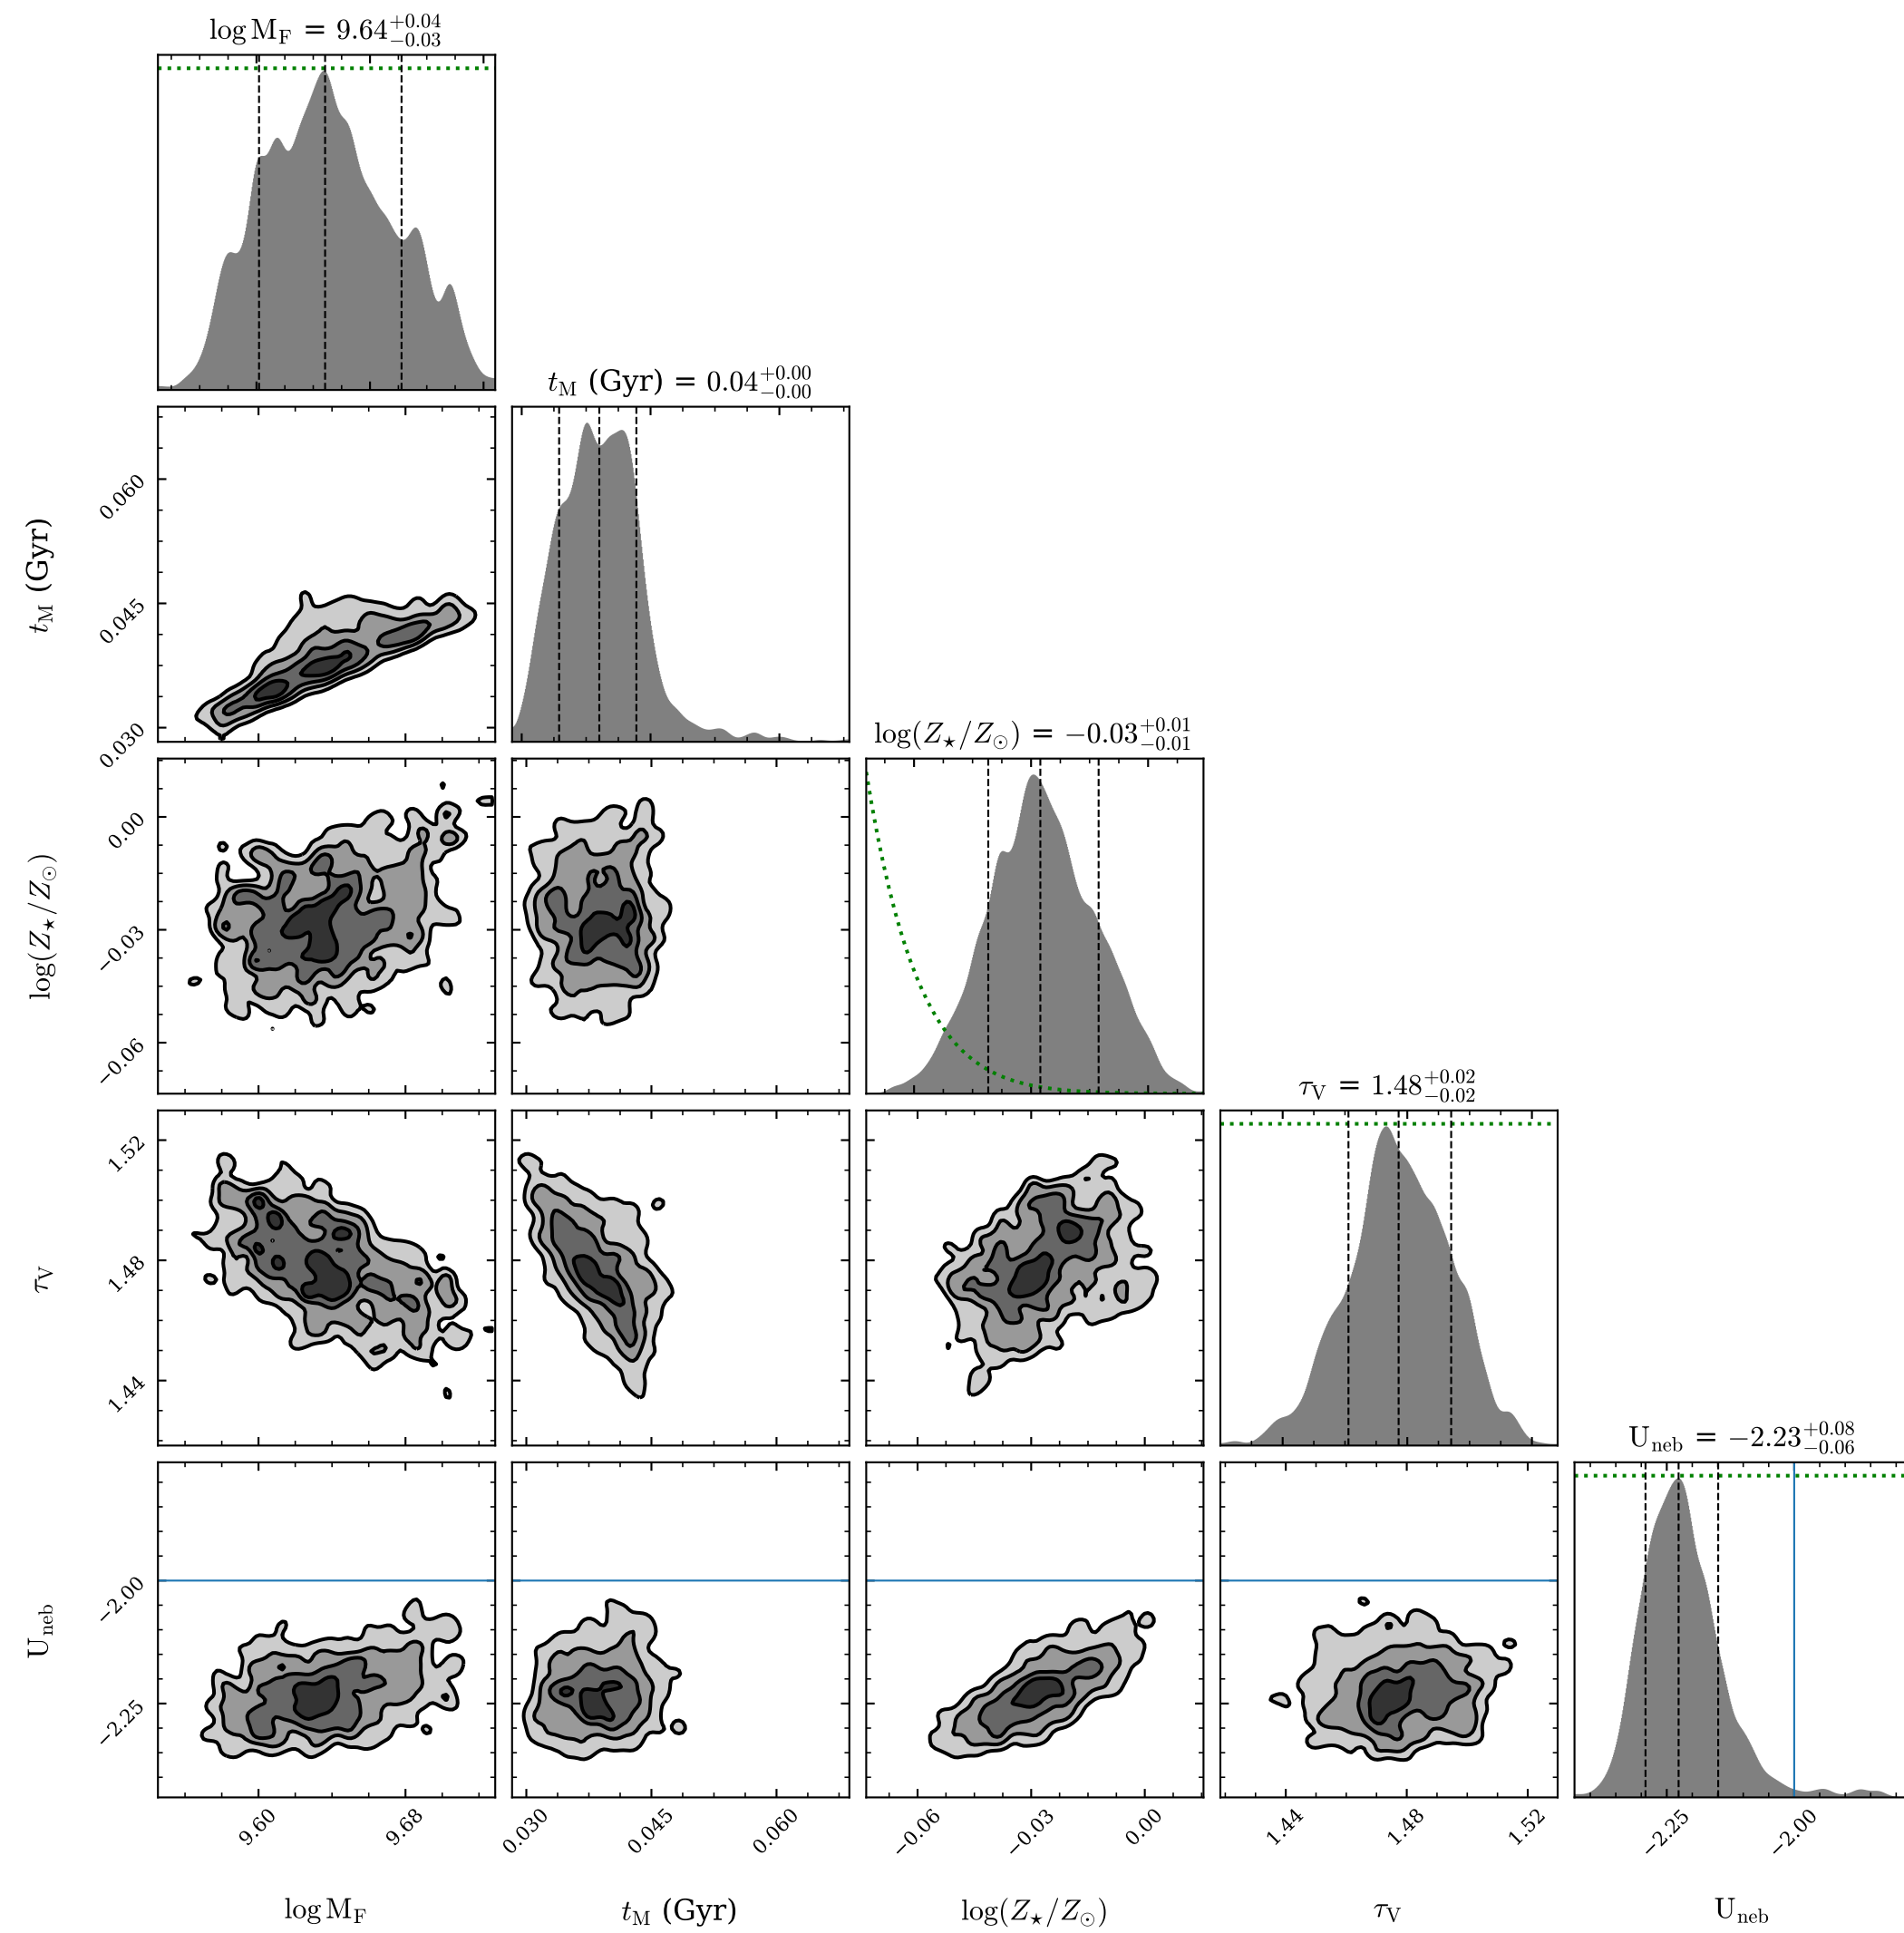 log M_F = 9.64^{+0.04}_{−0.03}
t_M (Gyr) = 0.04^{+0.00}_{−0.00}
0.060
0.045
0.030
t_M (Gyr)
log(Z⋆/Z⊙) = −0.03^{+0.01}_{−0.01}
0.00
−0.03
−0.06
log(Z⋆/Z⊙)
τ_V = 1.48^{+0.02}_{−0.02}
1.52
1.48
1.44
τ_V
U_neb = −2.23^{+0.08}_{−0.06}
−2.00
−2.25
U_neb
9.60 9.68 0.030 0.045 0.060 −0.06 −0.03 0.00 1.44 1.48 1.52 −2.25 −2.00
log M_F t_M (Gyr) log(Z⋆/Z⊙) τ_V U_neb